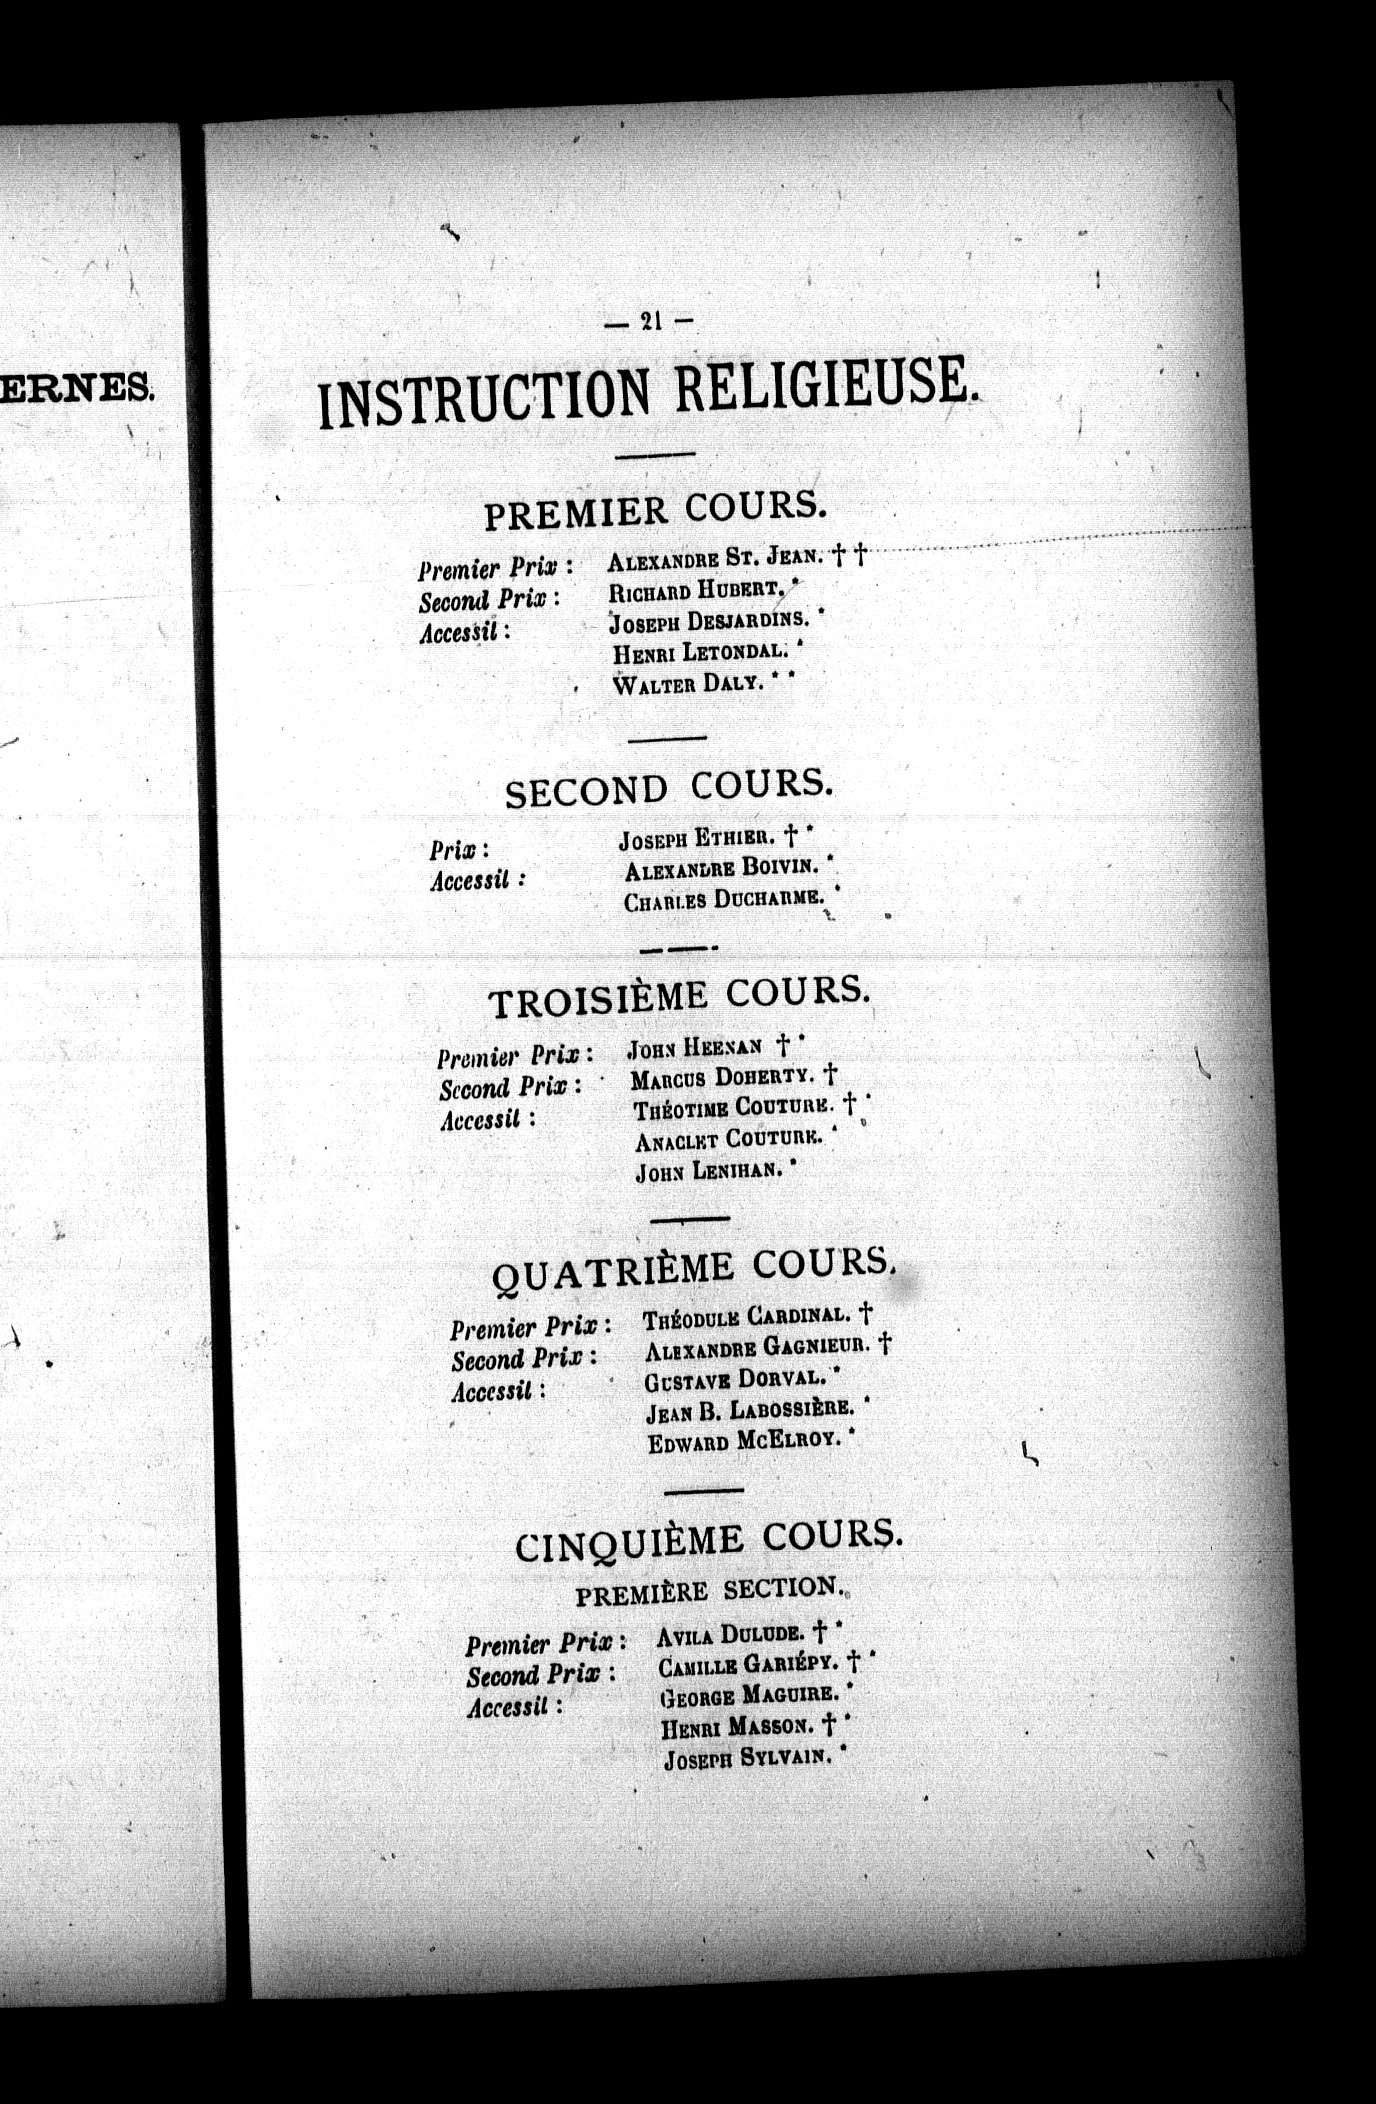 ERNES.
— 21 —
INSTRUCTION RELIGIEUSE.
PREMIER COURS.
Premier Prix : ALEXANDRE ST. JEAN. † †
Second Prix : RICHARD HUBERT. *
Accessit : JOSEPH DESJARDINS. *
HENRI LETONDAL. *
WALTER DALY. * *
SECOND COURS.
Prix : JOSEPH ETHIER. † *
Accessit : ALEXANDRE BOIVIN. *
CHARLES DUCHARME. *
TROISIÈME COURS.
Premier Prix : JOHN HEENAN † *
Second Prix : MARCUS DOHERTY. †
Accessit : THÉOTIME COUTURE. † *
ANACLET COUTURE. *
JOHN LENIHAN. *
QUATRIÈME COURS.
Premier Prix : THÉODULE CARDINAL. †
Second Prix : ALEXANDRE GAGNIEUR. †
Accessit : GUSTAVE DORVAL. *
JEAN B. LABOSSIÈRE. *
EDWARD MCELROY. *
CINQUIÈME COURS.
PREMIÈRE SECTION.
Premier Prix : AVILA DULUDE. † *
Second Prix : CAMILLE GARIÉPY. † *
Accessit : GEORGE MAGUIRE. *
HENRI MASSON. † *
JOSEPH SYLVAIN. *